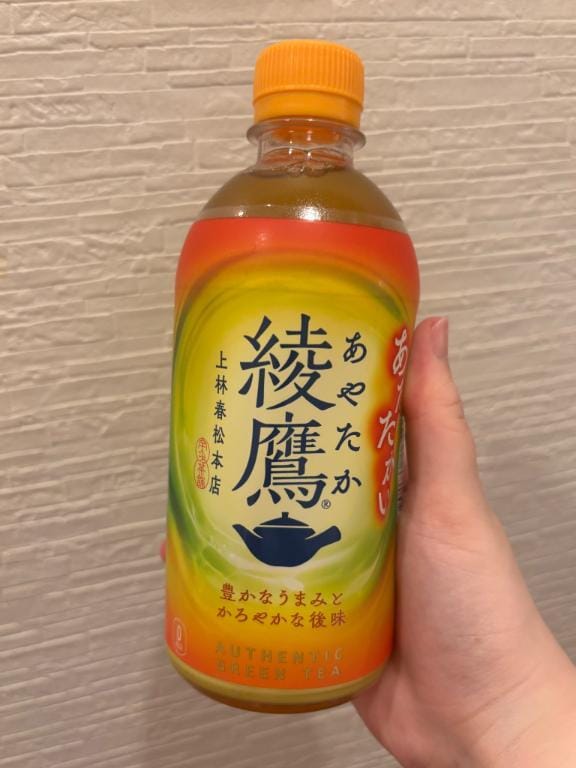 あたたかい
あやたか
綾鷹®
上林春松本店
豊かなうまみと
かろやかな後味
AUTHENTIC
GREEN TEA